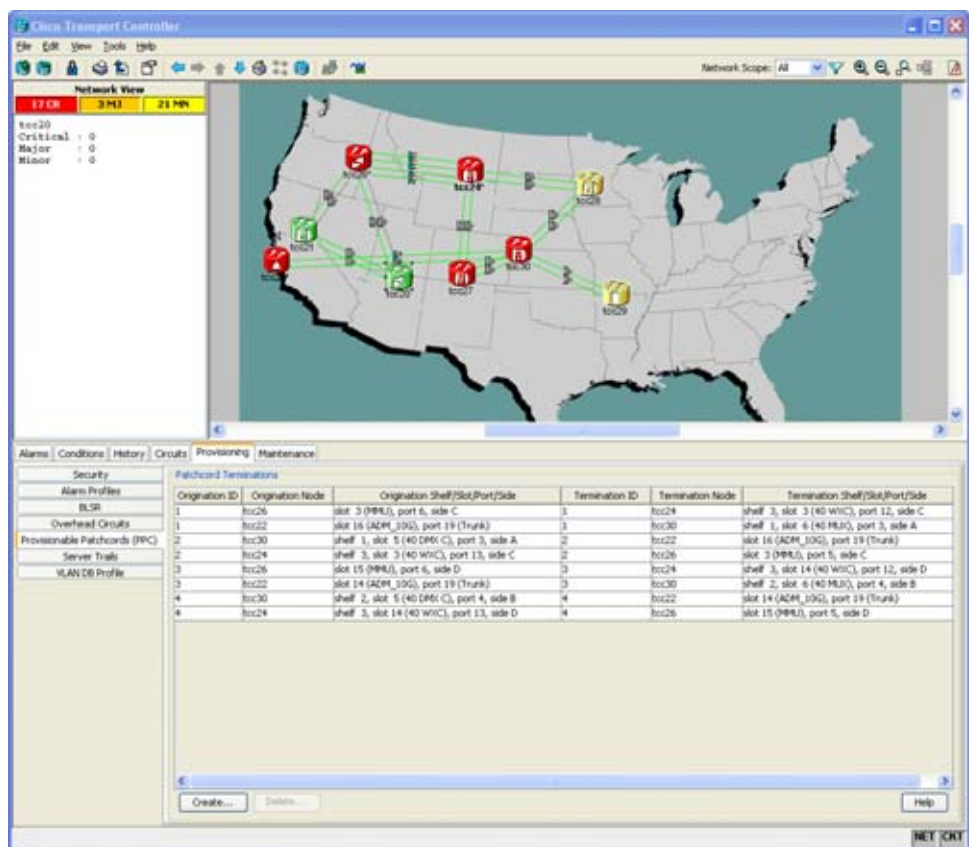 Cisco Transport Controller
File Edit View Tools Help
Network Scope: All
Network View
17 CR 3 MJ 21 MN
tcc20
Critical : 0
Major : 0
Minor : 0
tcc24*
tcc28
tcc21
tcc30
tcc20
tcc27
tcc29
Alarms Conditions History Circuits Provisioning Maintenance
Security
Alarm Profiles
BLSR
Overhead Circuits
Provisionable Patchcords (PPC)
Server Trails
VLAN DB Profile
Patchcord Terminations
Origination ID Origination Node Origination Shelf/Slot/Port/Side Termination ID Termination Node Termination Shelf/Slot/Port/Side
1 tcc26 slot 3 (MMU), port 6, side C 1 tcc24 shelf 3, slot 3 (40 WXC), port 12, side C
1 tcc22 slot 16 (ADM_10G), port 19 (Trunk) 1 tcc30 shelf 1, slot 6 (40 MUX), port 3, side A
2 tcc30 shelf 1, slot 5 (40 DMX C), port 3, side A 2 tcc22 slot 16 (ADM_10G), port 19 (Trunk)
2 tcc24 shelf 3, slot 3 (40 WXC), port 13, side C 2 tcc26 slot 3 (MMU), port 5, side C
3 tcc26 slot 15 (MMU), port 6, side D 3 tcc24 shelf 3, slot 14 (40 WXC), port 12, side D
3 tcc22 slot 14 (ADM_10G), port 19 (Trunk) 3 tcc30 shelf 2, slot 6 (40 MUX), port 4, side B
4 tcc30 shelf 2, slot 5 (40 DMX C), port 4, side B 4 tcc22 slot 14 (ADM_10G), port 19 (Trunk)
4 tcc24 shelf 3, slot 14 (40 WXC), port 13, side D 4 tcc26 slot 15 (MMU), port 5, side D
Create... Delete... Help
NET CKT